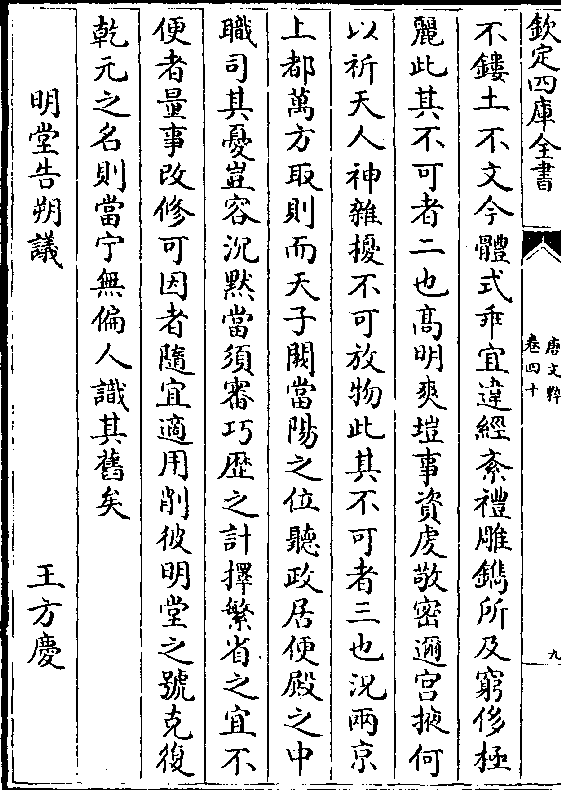 欽定四庫全書
唐文粹
卷四十
九
不鏤土不文今體式乖宜違經紊禮雕鐫所及窮侈極
麗此其不可者二也髙明爽塏事資虔敬密邇宫掖何
以祈天人神雜擾不可放物此其不可者三也況兩京
上都萬方取則而天子闕當陽之位聽政居便殿之中
職司其憂豈容沉黙當須審巧歴之計擇繁省之宜不
便者量事改修可因者隨宜適用削彼明堂之號克復
乾元之名則當宁無偏人識其舊矣
明堂告朔議 王方慶